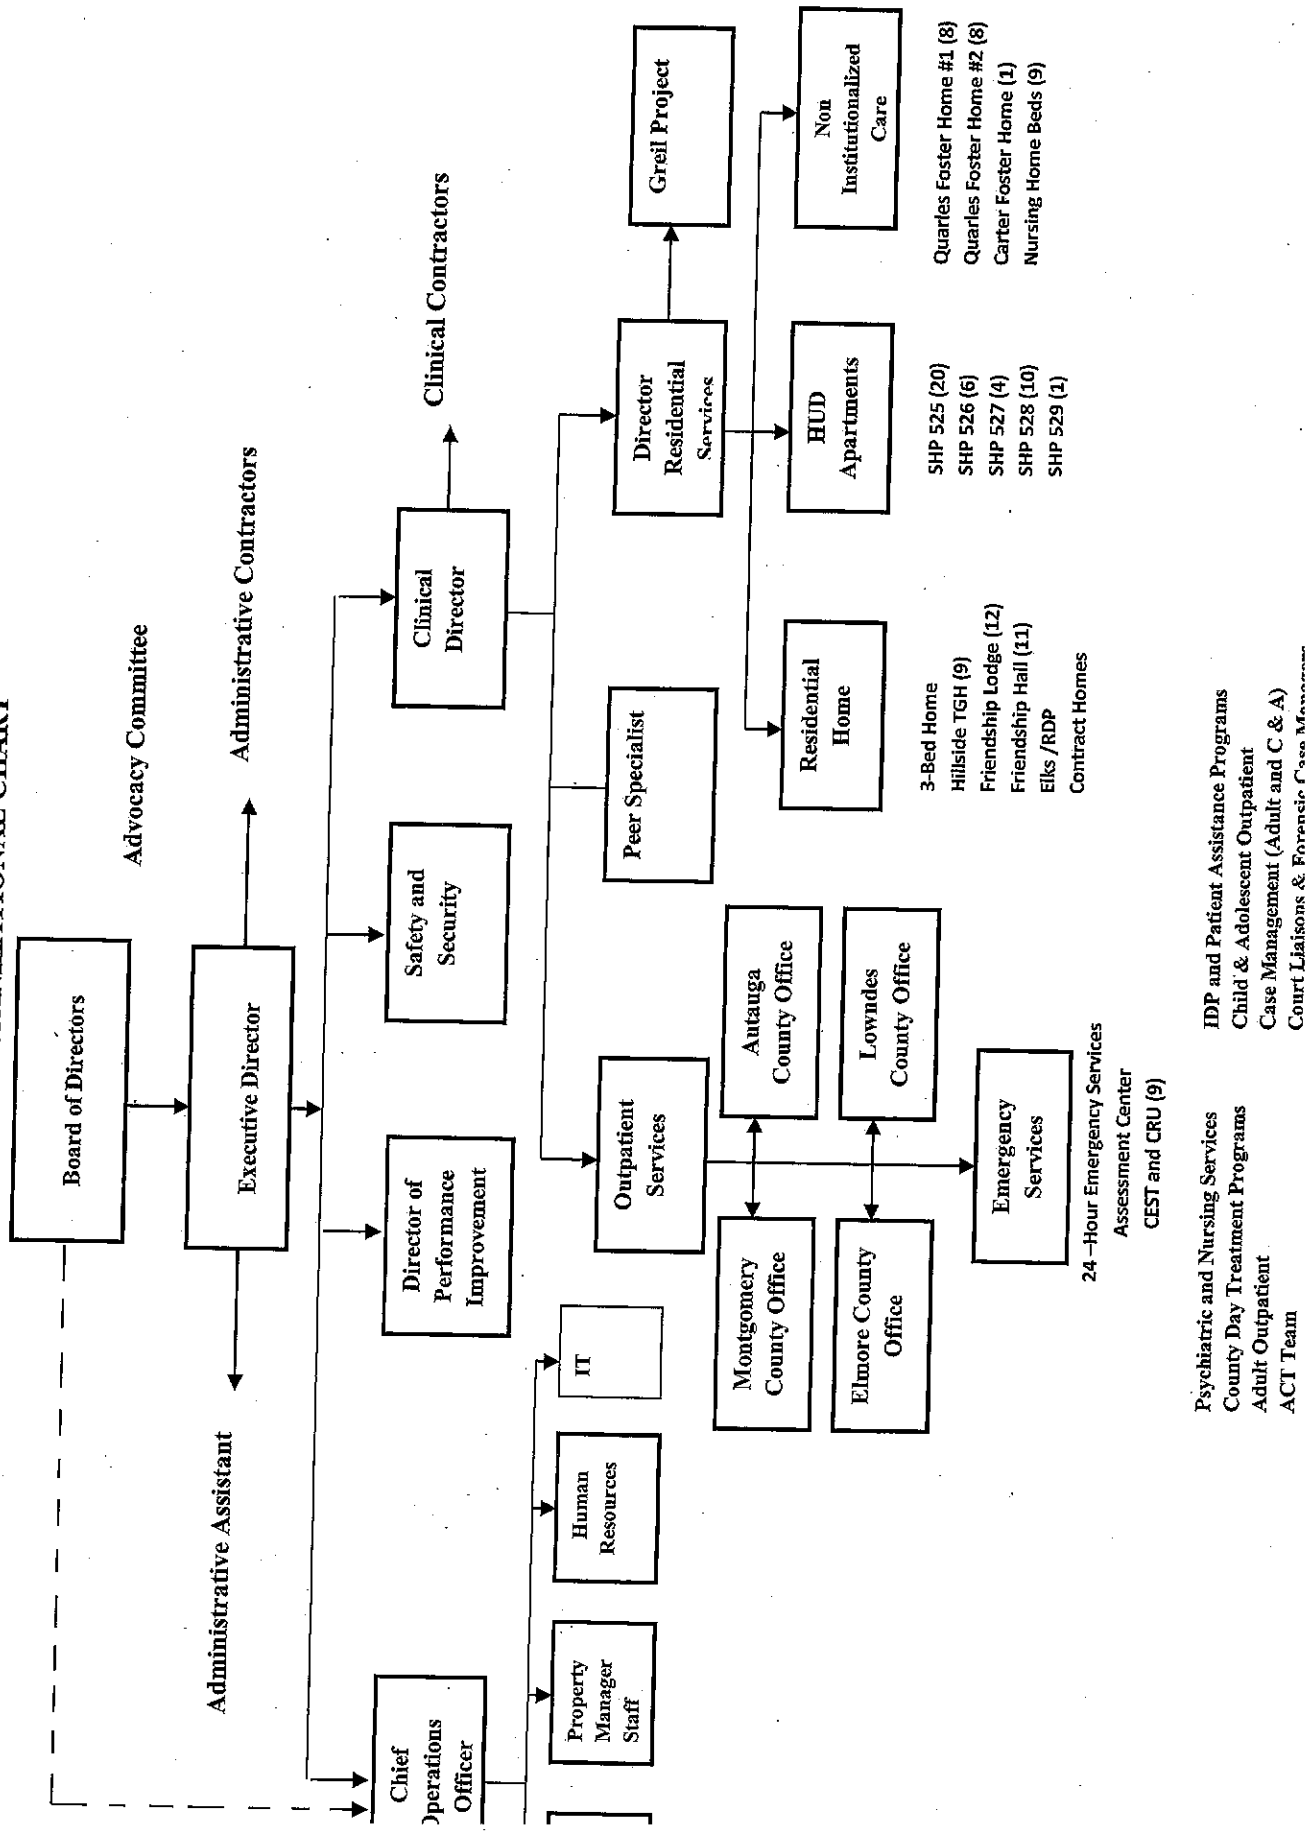 CHART
Board of Directors
Advocacy Committee
Executive Director
Administrative Assistant
Administrative Contractors
Chief
Operations
Officer
Director of
Performance
Improvement
Safety and
Security
Clinical
Director
Clinical Contractors
Property
Manager
Staff
Human
Resources
IT
Outpatient
Services
Peer Specialist
Director
Residential
Services
Greil Project
Montgomery
County Office
Autauga
County Office
Elmore County
Office
Lowndes
County Office
Residential
Home
HUD
Apartments
Non
Institutionalized
Care
3-Bed Home
Hillside TGH (9)
Friendship Lodge (12)
Friendship Hall (11)
Elks /RDP
Contract Homes
SHP 525 (20)
SHP 526 (6)
SHP 527 (4)
SHP 528 (10)
SHP 529 (1)
Quarles Foster Home #1 (8)
Quarles Foster Home #2 (8)
Carter Foster Home (1)
Nursing Home Beds (9)
Emergency
Services
24 –Hour Emergency Services
Assessment Center
CEST and CRU (9)
Psychiatric and Nursing Services
County Day Treatment Programs
Adult Outpatient
ACT Team
IDP and Patient Assistance Programs
Child & Adolescent Outpatient
Case Management (Adult and C & A)
Court Liaisons & Forensic Case Managers